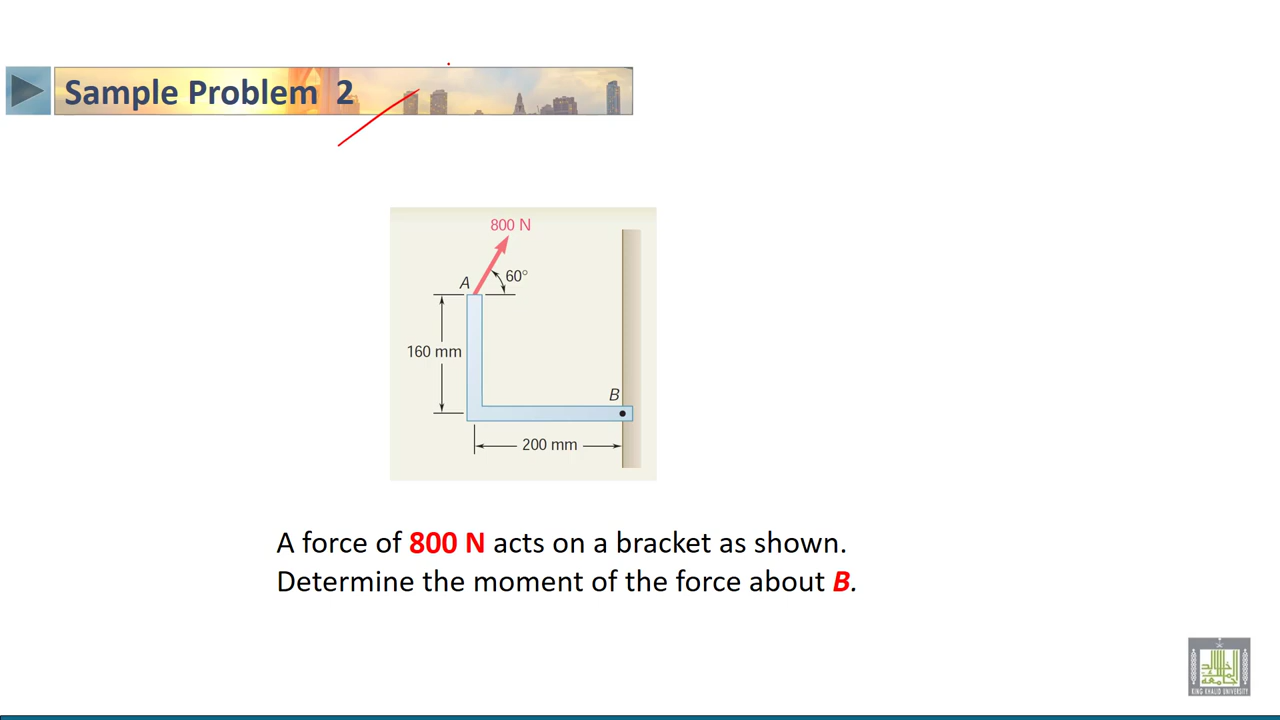 Sample Problem 2
800 N
A
60°
160 mm
B
200 mm
A force of 800 N acts on a bracket as shown.
Determine the moment of the force about B.
KING KHALID UNIVERSITY